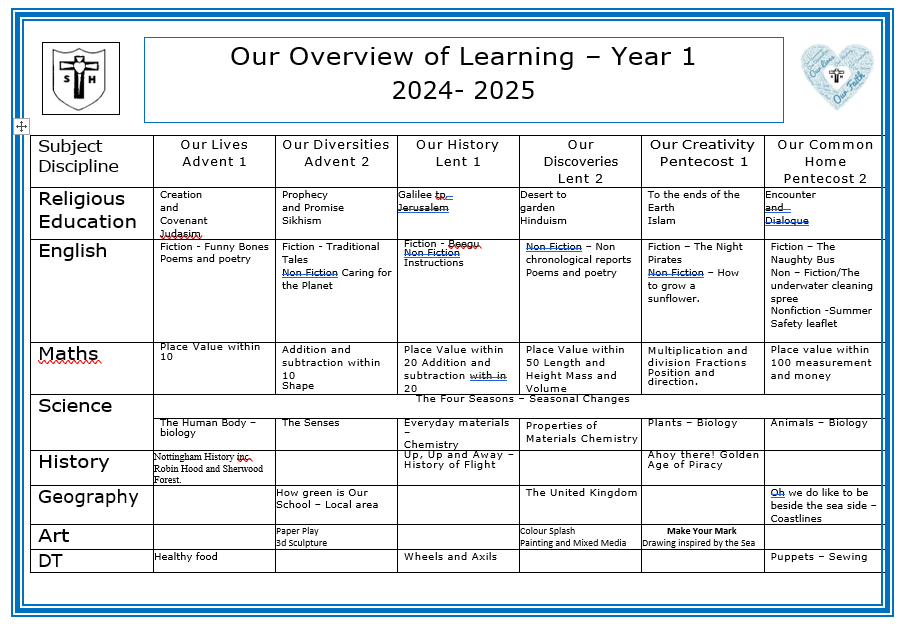 Our Overview of Learning – Year 1
2024- 2025
S H
Our Faith
Subject
Discipline
Our Lives
Advent 1
Our Diversities
Advent 2
Our History
Lent 1
Our
Discoveries
Lent 2
Our Creativity
Pentecost 1
Our Common
Home
Pentecost 2
Religious
Education
Creation
and
Covenant
Judasim
Prophecy
and Promise
Sikhism
Galilee to
Jerusalem
Desert to
garden
Hinduism
To the ends of the
Earth
Islam
Encounter
and
Dialogue
English
Fiction - Funny Bones
Poems and poetry
Fiction - Traditional
Tales
Non Fiction Caring for
the Planet
Fiction - Beegu
Non Fiction
Instructions
Non Fiction – Non
chronological reports
Poems and poetry
Fiction – The Night
Pirates
Non Fiction – How
to grow a
sunflower.
Fiction – The
Naughty Bus
Non – Fiction/The
underwater cleaning
spree
Nonfiction -Summer
Safety leaflet
Maths
Place Value within
10
Addition and
subtraction within
10
Shape
Place Value within
20 Addition and
subtraction with in
20
Place Value within
50 Length and
Height Mass and
Volume
Multiplication and
division Fractions
Position and
direction.
Place value within
100 measurement
and money
Science
The Four Seasons – Seasonal Changes
The Human Body –
biology
The Senses
Everyday materials
–
Chemistry
Properties of
Materials Chemistry
Plants – Biology
Animals – Biology
History
Nottingham History inc.
Robin Hood and Sherwood
Forest.
Up, Up and Away –
History of Flight
Ahoy there! Golden
Age of Piracy
Geography
How green is Our
School – Local area
The United Kingdom
Oh we do like to be
beside the sea side –
Coastlines
Art
Paper Play
3d Sculpture
Colour Splash
Painting and Mixed Media
Make Your Mark
Drawing inspired by the Sea
DT
Healthy food
Wheels and Axils
Puppets – Sewing